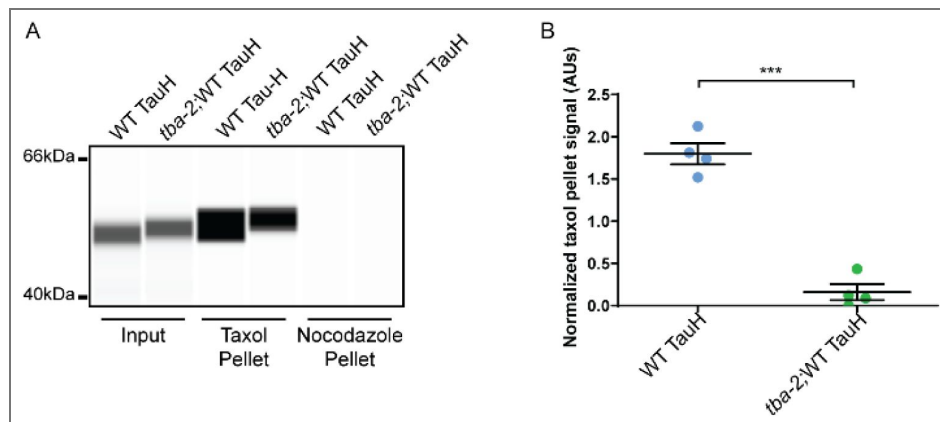 A
WT TauH
tba-2;WT TauH
WT Tau-H
tba-2;WT TauH
WT TauH
tba-2;WT TauH
66kDa
40kDa
Input
Taxol
Pellet
Nocodazole
Pellet
B
***
Normalized taxol pellet signal (AUs)
2.5
2.0
1.5
1.0
0.5
0.0
WT TauH
tba-2;WT TauH